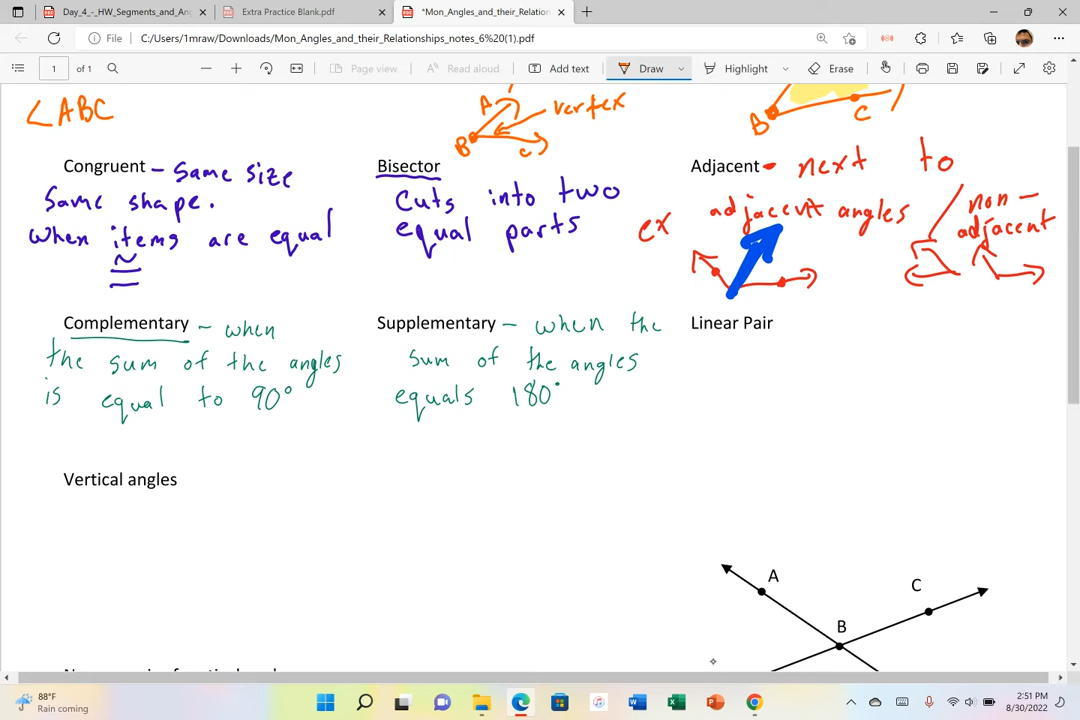 Day_4_-_HW_Segments_and_An
Extra Practice Blank.pdf
*Mon_Angles_and_their_Relation
File
C:/Users/1mraw/Downloads/Mon_Angles_and_their_Relationships_notes_6%20(1).pdf
1 of 1
Page view
Read aloud
Add text
Draw
Highlight
Erase
∠ABC
A
vertex
B
C
B
C
Congruent – Same size
Same shape.
when items are equal
≅
=
Bisector
Cuts into two
equal parts
Adjacent - next to
ex adjacent angles
non-
adjacent
Complementary – when
the sum of the angles
is equal to 90°
Supplementary – when the
sum of the angles
equals 180°
Linear Pair
Vertical angles
A
C
B
88°F
Rain coming
2:51 PM
8/30/2022